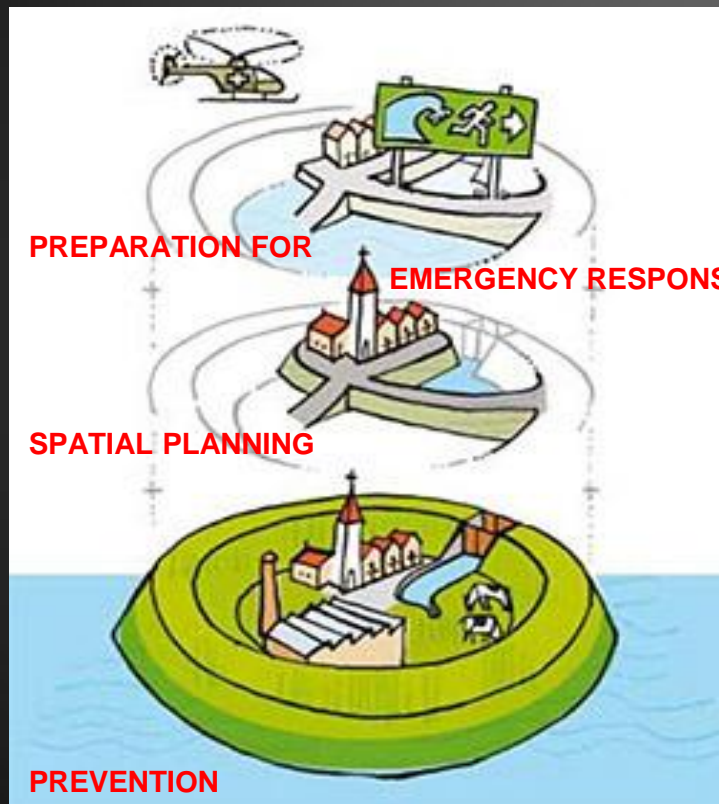 PREPARATION FOR
EMERGENCY RESPONS
SPATIAL PLANNING
PREVENTION